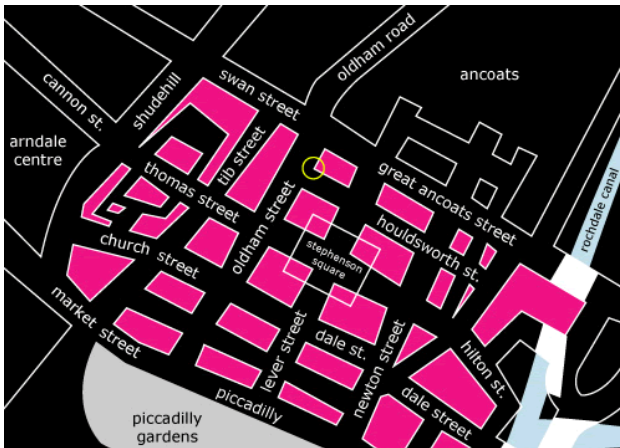 oldham road
swan street
ancoats
cannon st.
shudehill
arndale
centre
tib street
great ancoats street
thomas street
oldham street
houldsworth st.
rochdale canal
stephenson
square
church street
market street
lever street
dale st.
newton street
hilton st.
piccadilly
dale street
piccadilly
gardens